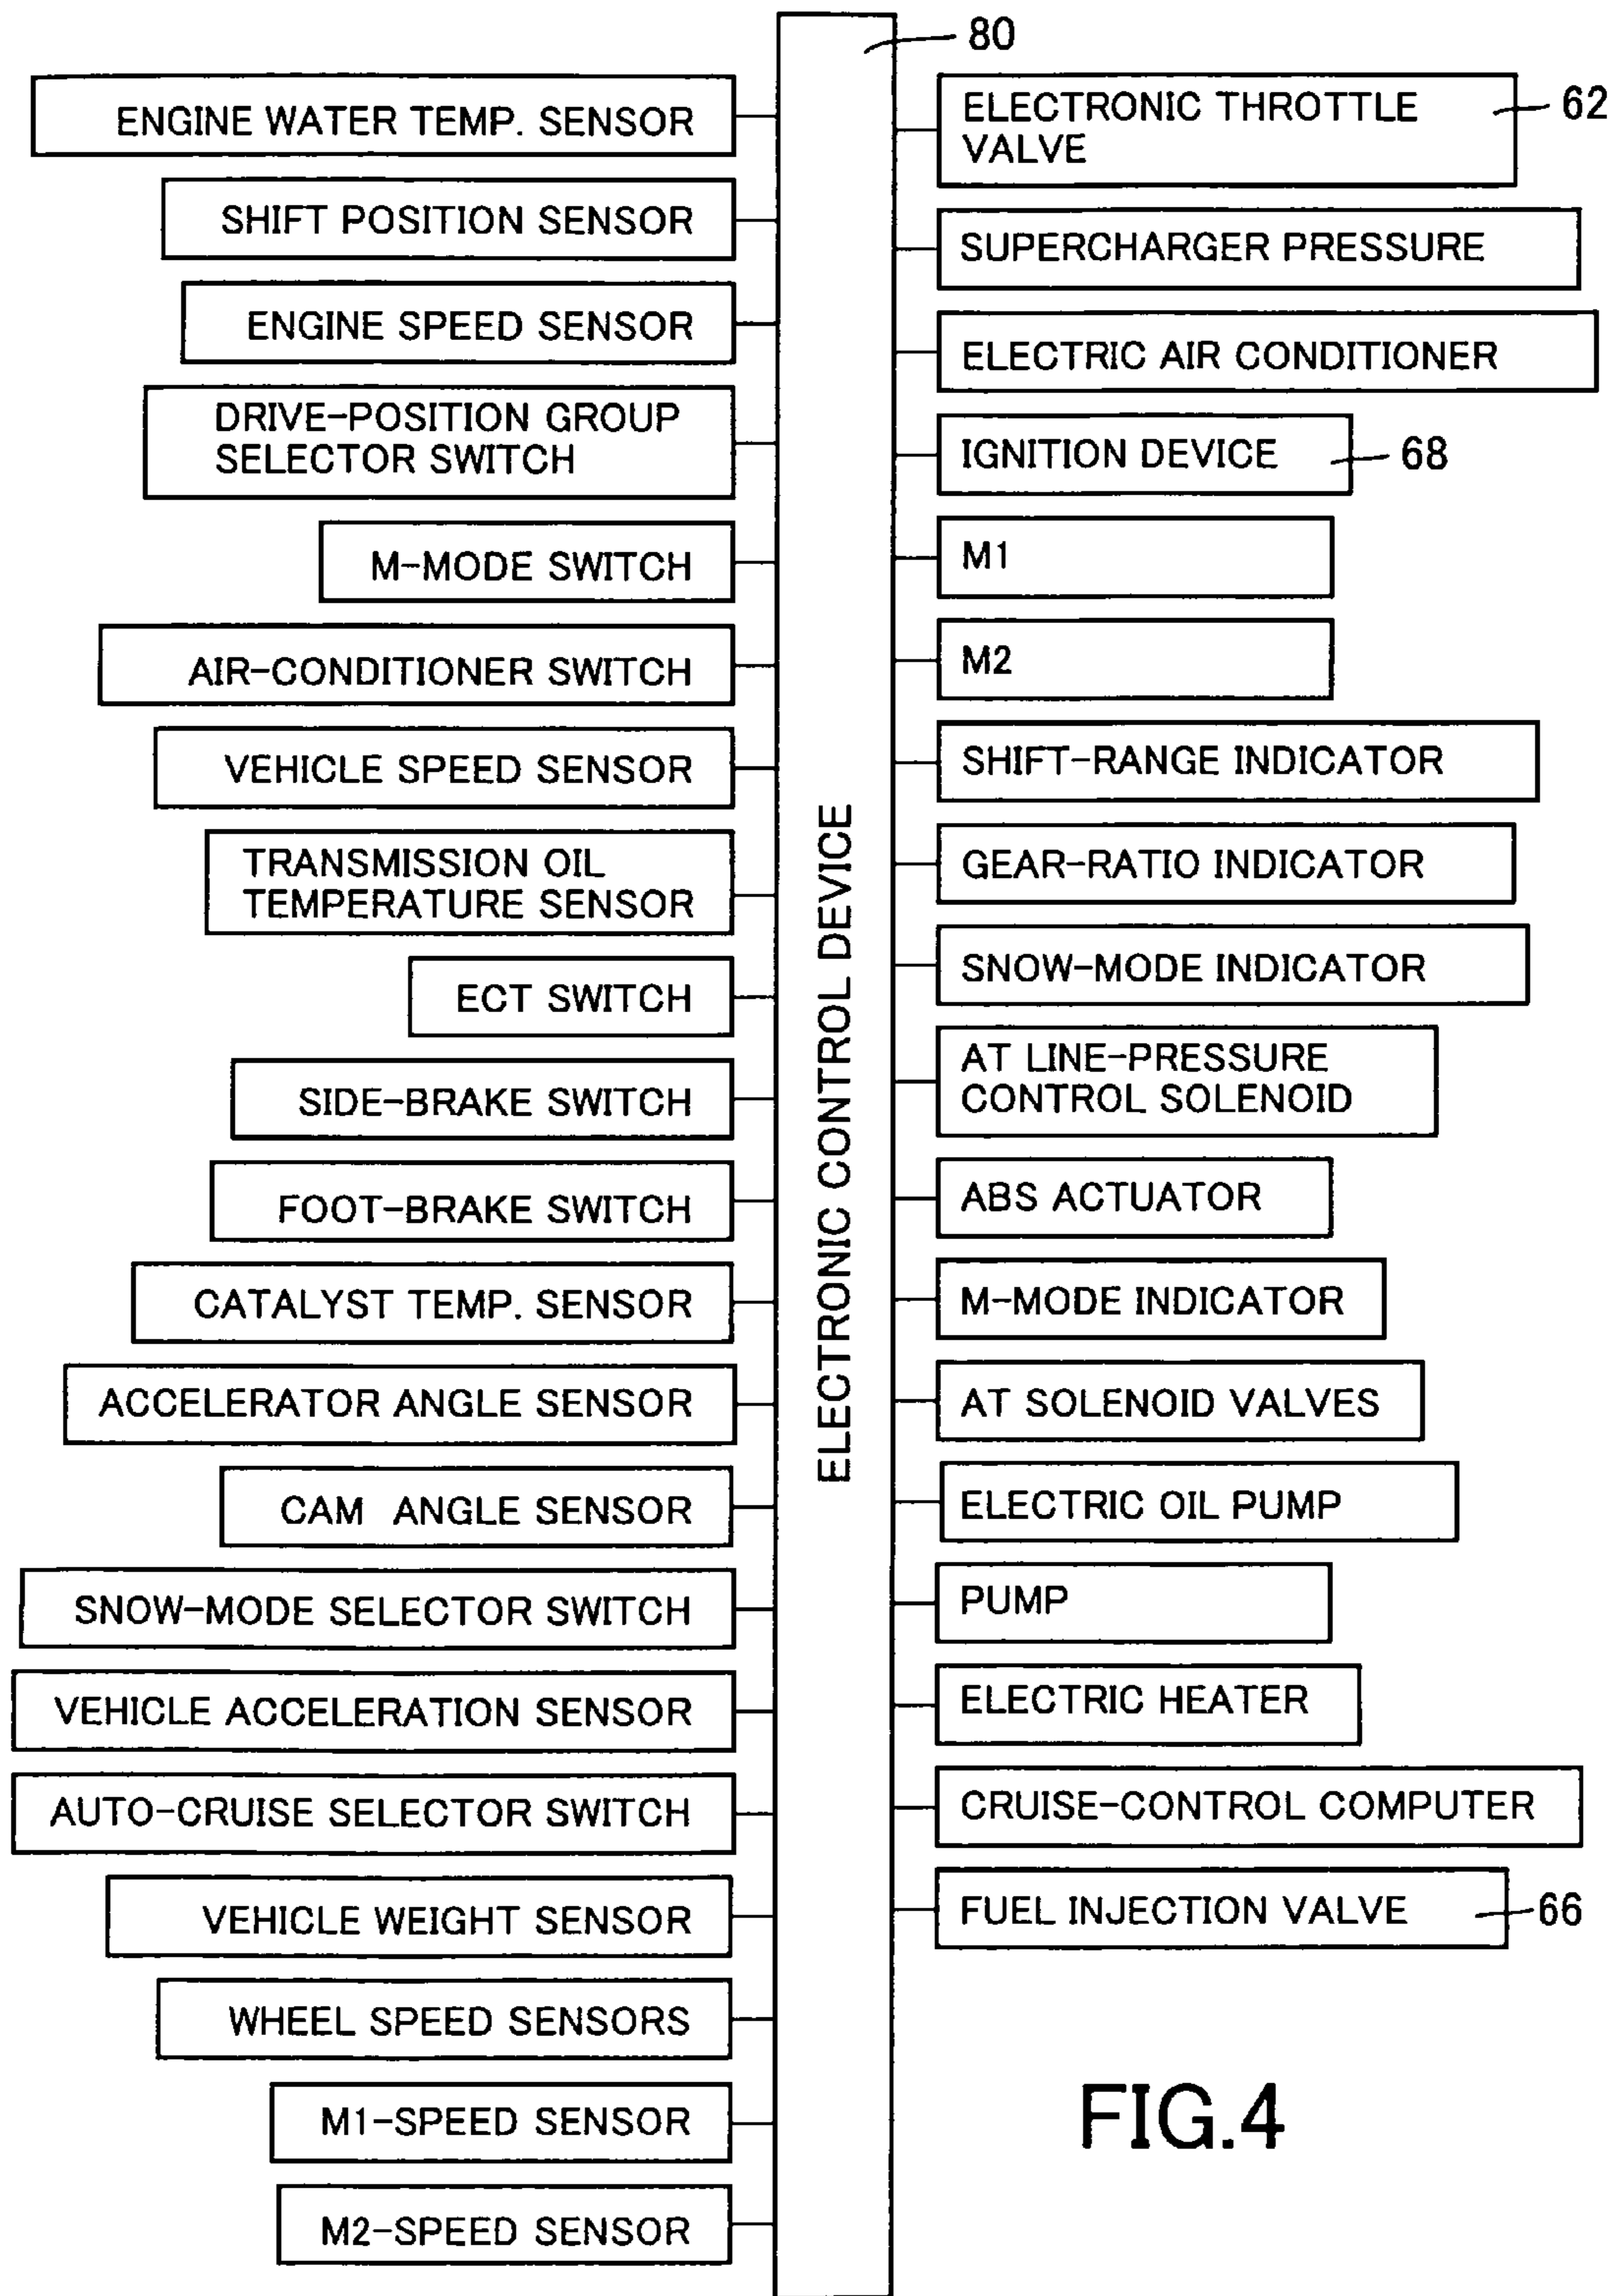 80
ENGINE WATER TEMP. SENSOR
SHIFT POSITION SENSOR
ENGINE SPEED SENSOR
DRIVE-POSITION GROUP
SELECTOR SWITCH
M-MODE SWITCH
AIR-CONDITIONER SWITCH
VEHICLE SPEED SENSOR
TRANSMISSION OIL
TEMPERATURE SENSOR
ECT SWITCH
SIDE-BRAKE SWITCH
FOOT-BRAKE SWITCH
CATALYST TEMP. SENSOR
ACCELERATOR ANGLE SENSOR
CAM ANGLE SENSOR
SNOW-MODE SELECTOR SWITCH
VEHICLE ACCELERATION SENSOR
AUTO-CRUISE SELECTOR SWITCH
VEHICLE WEIGHT SENSOR
WHEEL SPEED SENSORS
M1-SPEED SENSOR
M2-SPEED SENSOR
ELECTRONIC CONTROL DEVICE
ELECTRONIC THROTTLE
VALVE
62
SUPERCHARGER PRESSURE
ELECTRIC AIR CONDITIONER
IGNITION DEVICE
68
M1
M2
SHIFT-RANGE INDICATOR
GEAR-RATIO INDICATOR
SNOW-MODE INDICATOR
AT LINE-PRESSURE
CONTROL SOLENOID
ABS ACTUATOR
M-MODE INDICATOR
AT SOLENOID VALVES
ELECTRIC OIL PUMP
PUMP
ELECTRIC HEATER
CRUISE-CONTROL COMPUTER
FUEL INJECTION VALVE
66
FIG.4